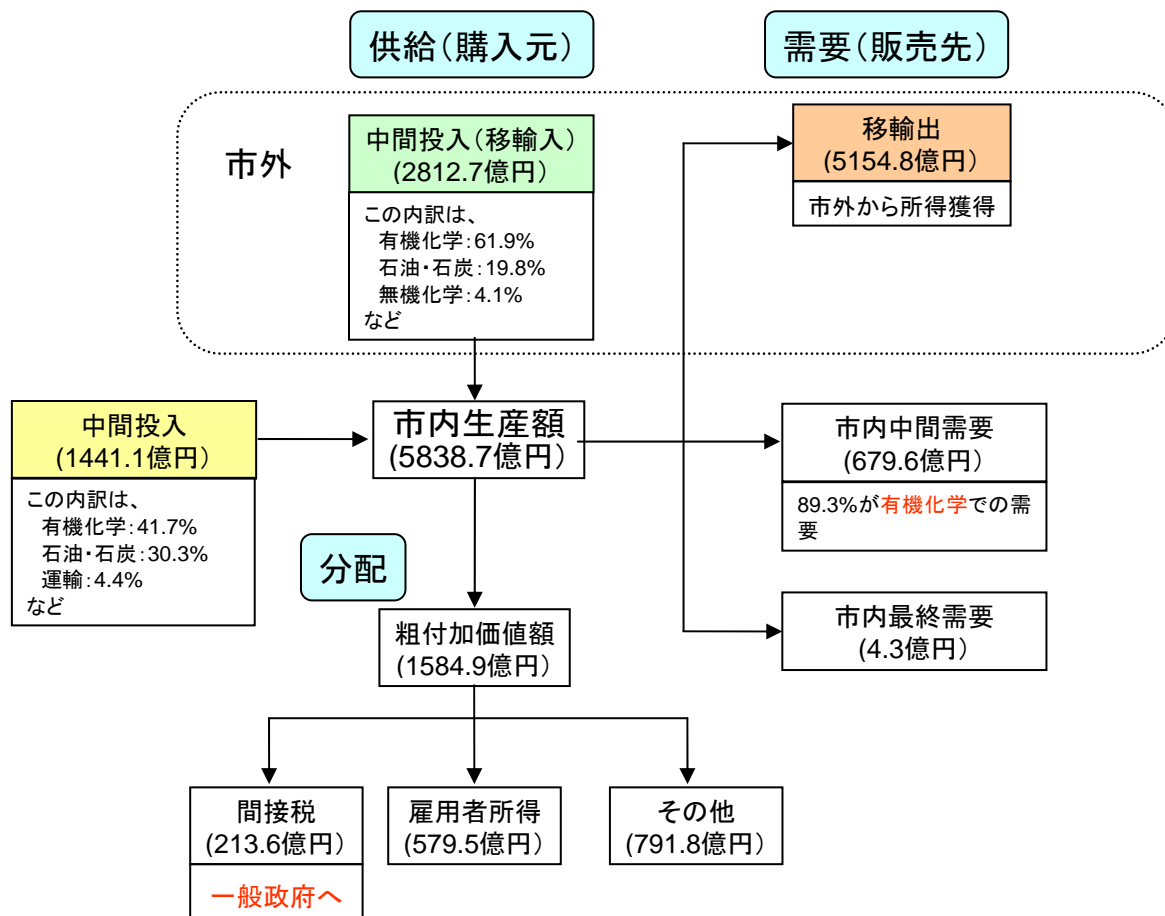 供給(購入元)
需要(販売先)
市外
中間投入(移輸入)
(2812.7億円)
この内訳は、
有機化学:61.9%
石油・石炭:19.8%
無機化学:4.1%
など
移輸出
(5154.8億円)
市外から所得獲得
中間投入
(1441.1億円)
この内訳は、
有機化学:41.7%
石油・石炭:30.3%
運輸:4.4%
など
市内生産額
(5838.7億円)
市内中間需要
(679.6億円)
89.3%が有機化学での需
要
分配
粗付加価値額
(1584.9億円)
市内最終需要
(4.3億円)
間接税
(213.6億円)
一般政府へ
雇用者所得
(579.5億円)
その他
(791.8億円)